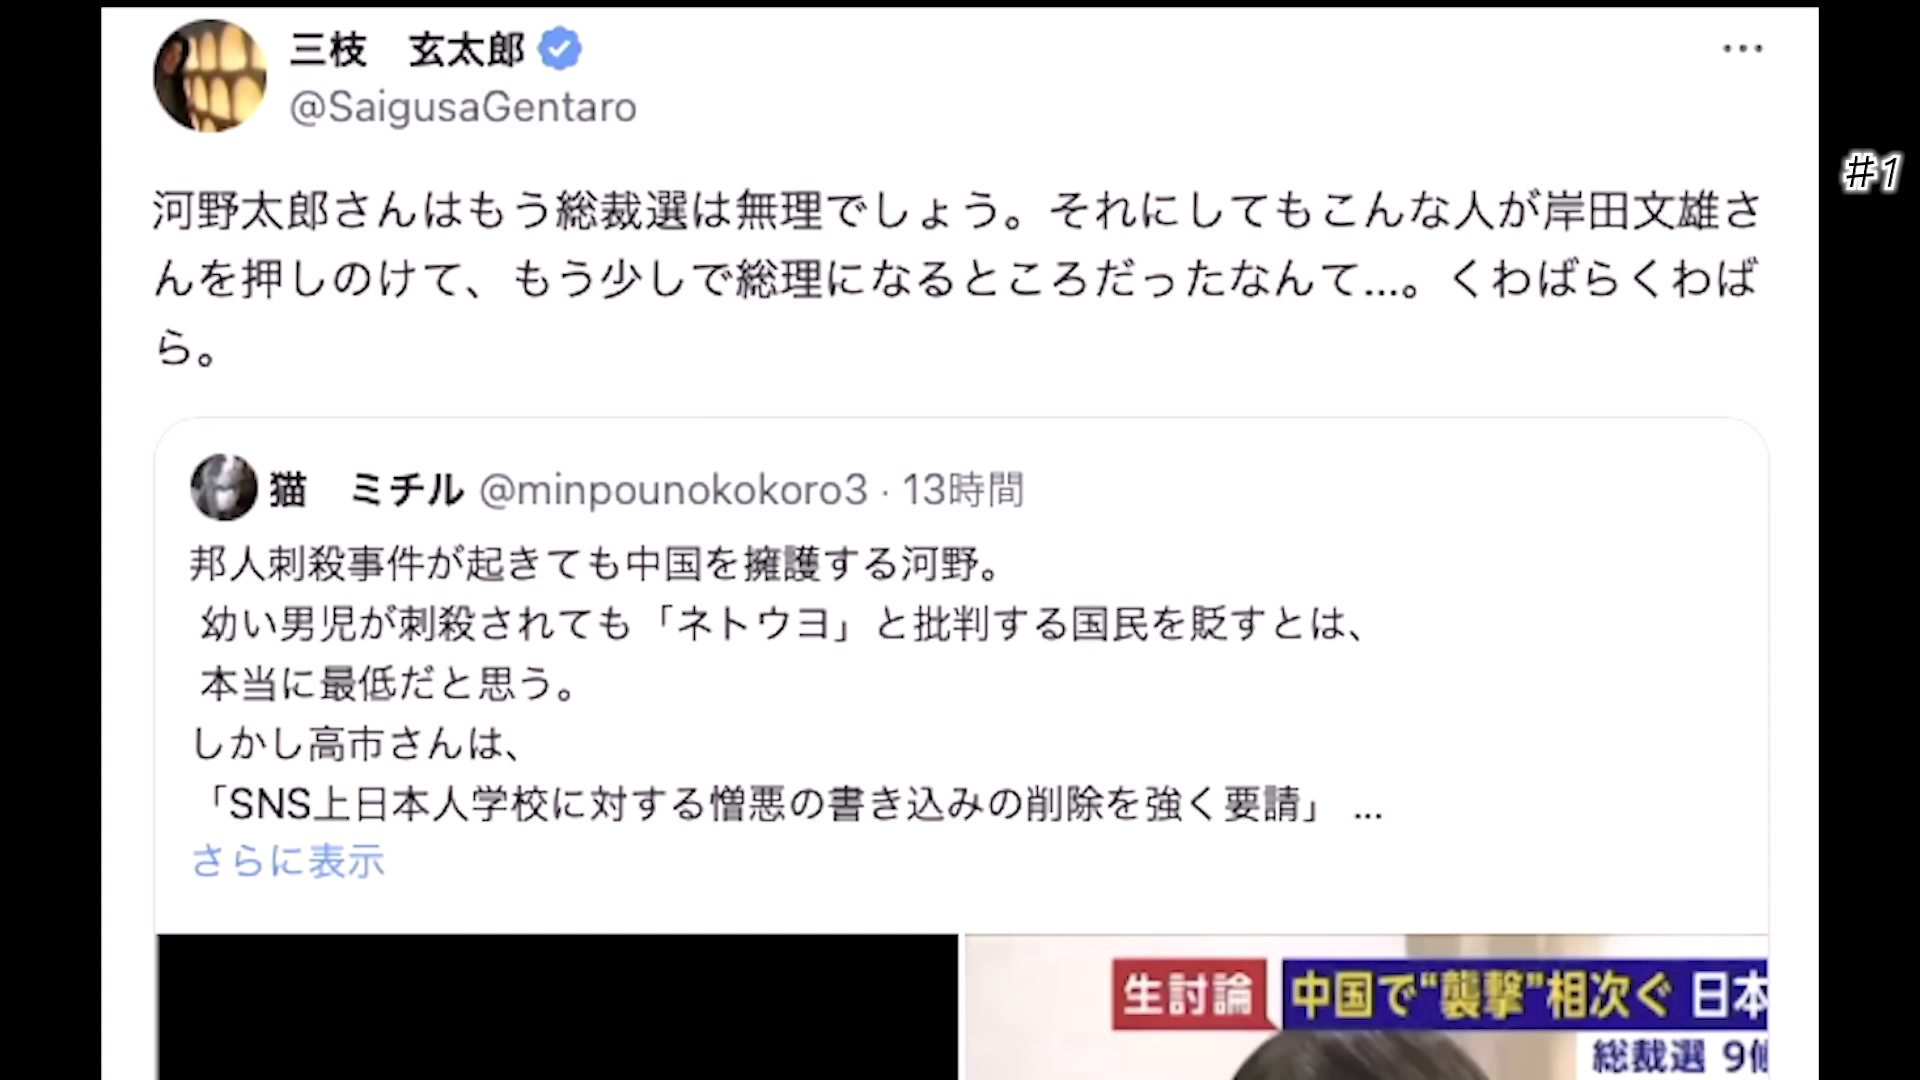 三枝　玄太郎
@SaigusaGentaro
#1
河野太郎さんはもう総裁選は無理でしょう。それにしてもこんな人が岸田文雄さ
んを押しのけて、もう少しで総理になるところだったなんて...。くわばらくわば
ら。
猫　ミチル @minpounokokoro3 · 13時間
邦人刺殺事件が起きても中国を擁護する河野。
幼い男児が刺殺されても「ネトウヨ」と批判する国民を貶すとは、
本当に最低だと思う。
しかし高市さんは、
「SNS上日本人学校に対する憎悪の書き込みの削除を強く要請」 ...
さらに表示
生討論 中国で“襲撃”相次ぐ 日本
総裁選 9